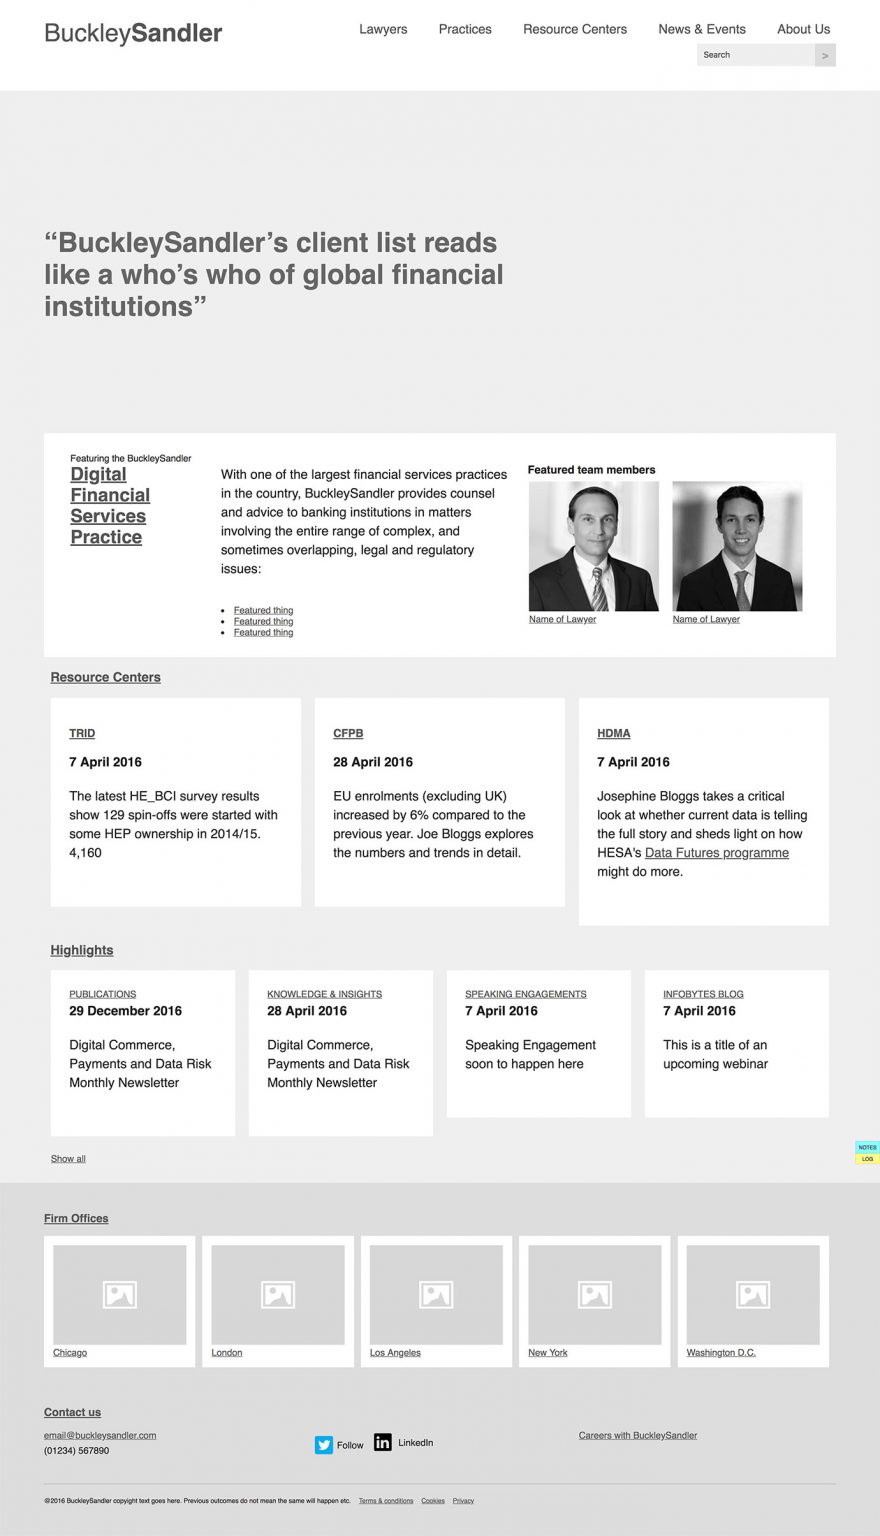 BuckleySandler
Lawyers Practices Resource Centers News & Events About Us
Search >
“BuckleySandler’s client list reads
like a who’s who of global financial
institutions”
Featuring the BuckleySandler
Digital
Financial
Services
Practice
With one of the largest financial services practices
in the country, BuckleySandler provides counsel
and advice to banking institutions in matters
involving the entire range of complex, and
sometimes overlapping, legal and regulatory
issues:
• Featured thing
• Featured thing
• Featured thing
Featured team members
Name of Lawyer Name of Lawyer
Resource Centers
TRID
7 April 2016
The latest HE_BCI survey results
show 129 spin-offs were started with
some HEP ownership in 2014/15.
4,160
CFPB
28 April 2016
EU enrolments (excluding UK)
increased by 6% compared to the
previous year. Joe Bloggs explores
the numbers and trends in detail.
HDMA
7 April 2016
Josephine Bloggs takes a critical
look at whether current data is telling
the full story and sheds light on how
HESA's Data Futures programme
might do more.
Highlights
PUBLICATIONS
29 December 2016
Digital Commerce,
Payments and Data Risk
Monthly Newsletter
KNOWLEDGE & INSIGHTS
28 April 2016
Digital Commerce,
Payments and Data Risk
Monthly Newsletter
SPEAKING ENGAGEMENTS
7 April 2016
Speaking Engagement
soon to happen here
INFOBYTES BLOG
7 April 2016
This is a title of an
upcoming webinar
NOTES
LOG
Show all
Firm Offices
Chicago London Los Angeles New York Washington D.C.
Contact us
email@buckleysandler.com
(01234) 567890
Follow in LinkedIn
Careers with BuckleySandler
©2016 BuckleySandler copyight text goes here. Previous outcomes do not mean the same will happen etc. Terms & conditions Cookies Privacy